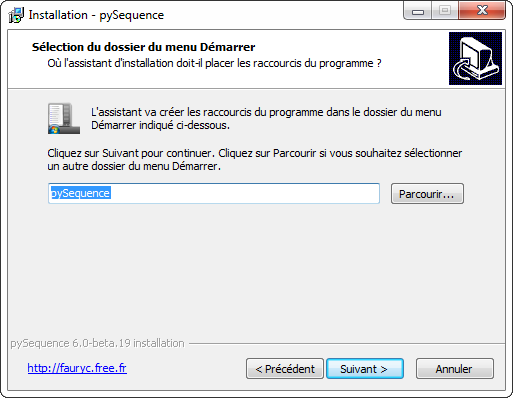 Installation - pySequence
Sélection du dossier du menu Démarrer
Où l'assistant d'installation doit-il placer les raccourcis du programme ?
L'assistant va créer les raccourcis du programme dans le dossier du menu
Démarrer indiqué ci-dessous.
Cliquez sur Suivant pour continuer. Cliquez sur Parcourir si vous souhaitez sélectionner
un autre dossier du menu Démarrer.
pySequence
Parcourir...
pySequence 6.0-beta.19 installation
http://fauryc.free.fr
< Précédent
Suivant >
Annuler